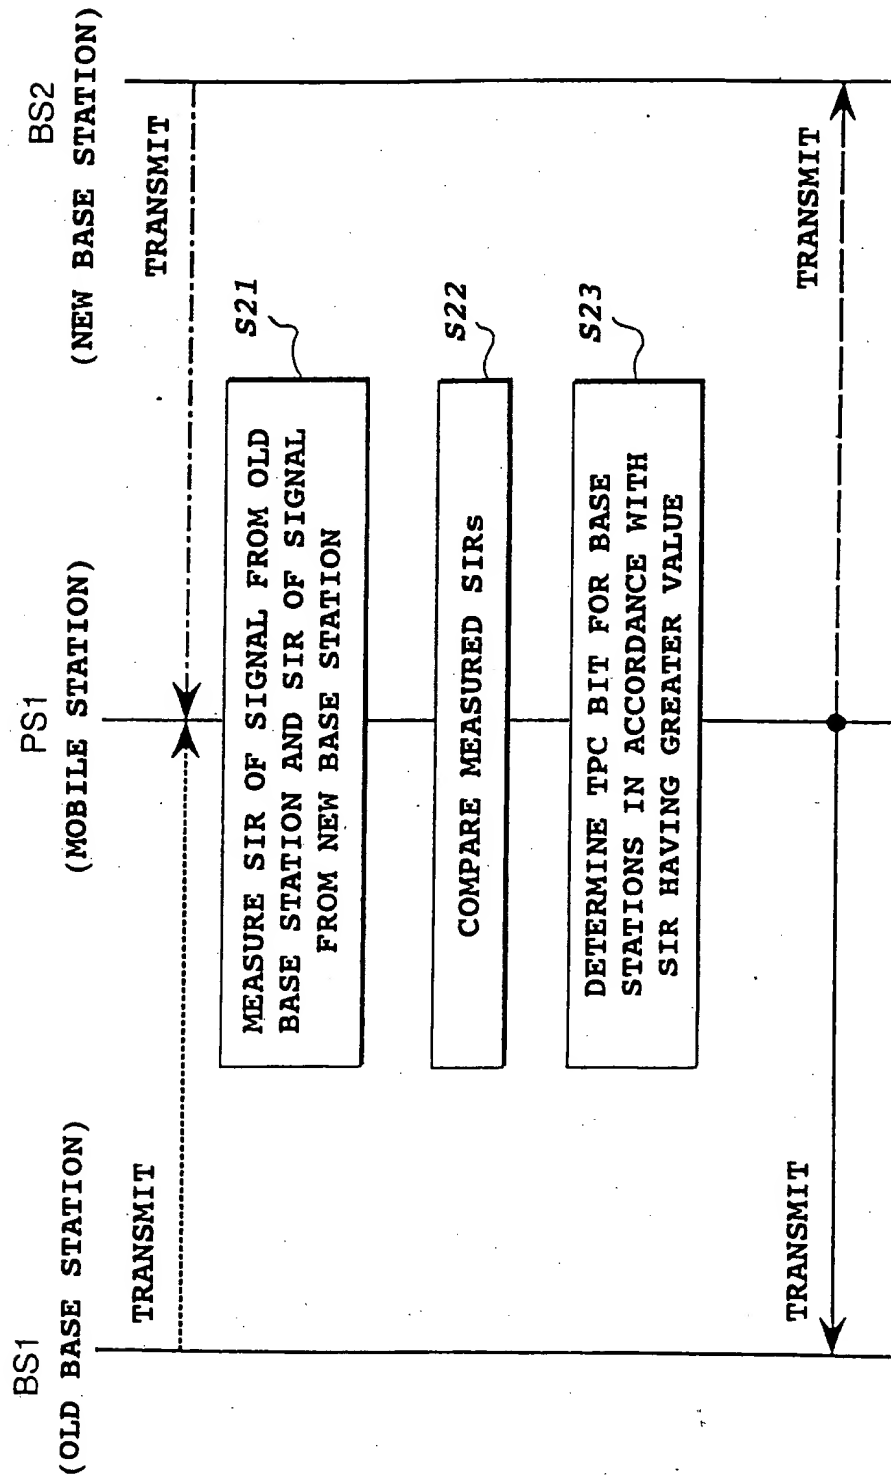 BS1
(OLD BASE STATION)
PS1
(MOBILE STATION)
BS2
(NEW BASE STATION)
TRANSMIT
TRANSMIT
S21
MEASURE SIR OF SIGNAL FROM OLD
BASE STATION AND SIR OF SIGNAL
FROM NEW BASE STATION
S22
COMPARE MEASURED SIRs
S23
DETERMINE TPC BIT FOR BASE
STATIONS IN ACCORDANCE WITH
SIR HAVING GREATER VALUE
TRANSMIT
TRANSMIT